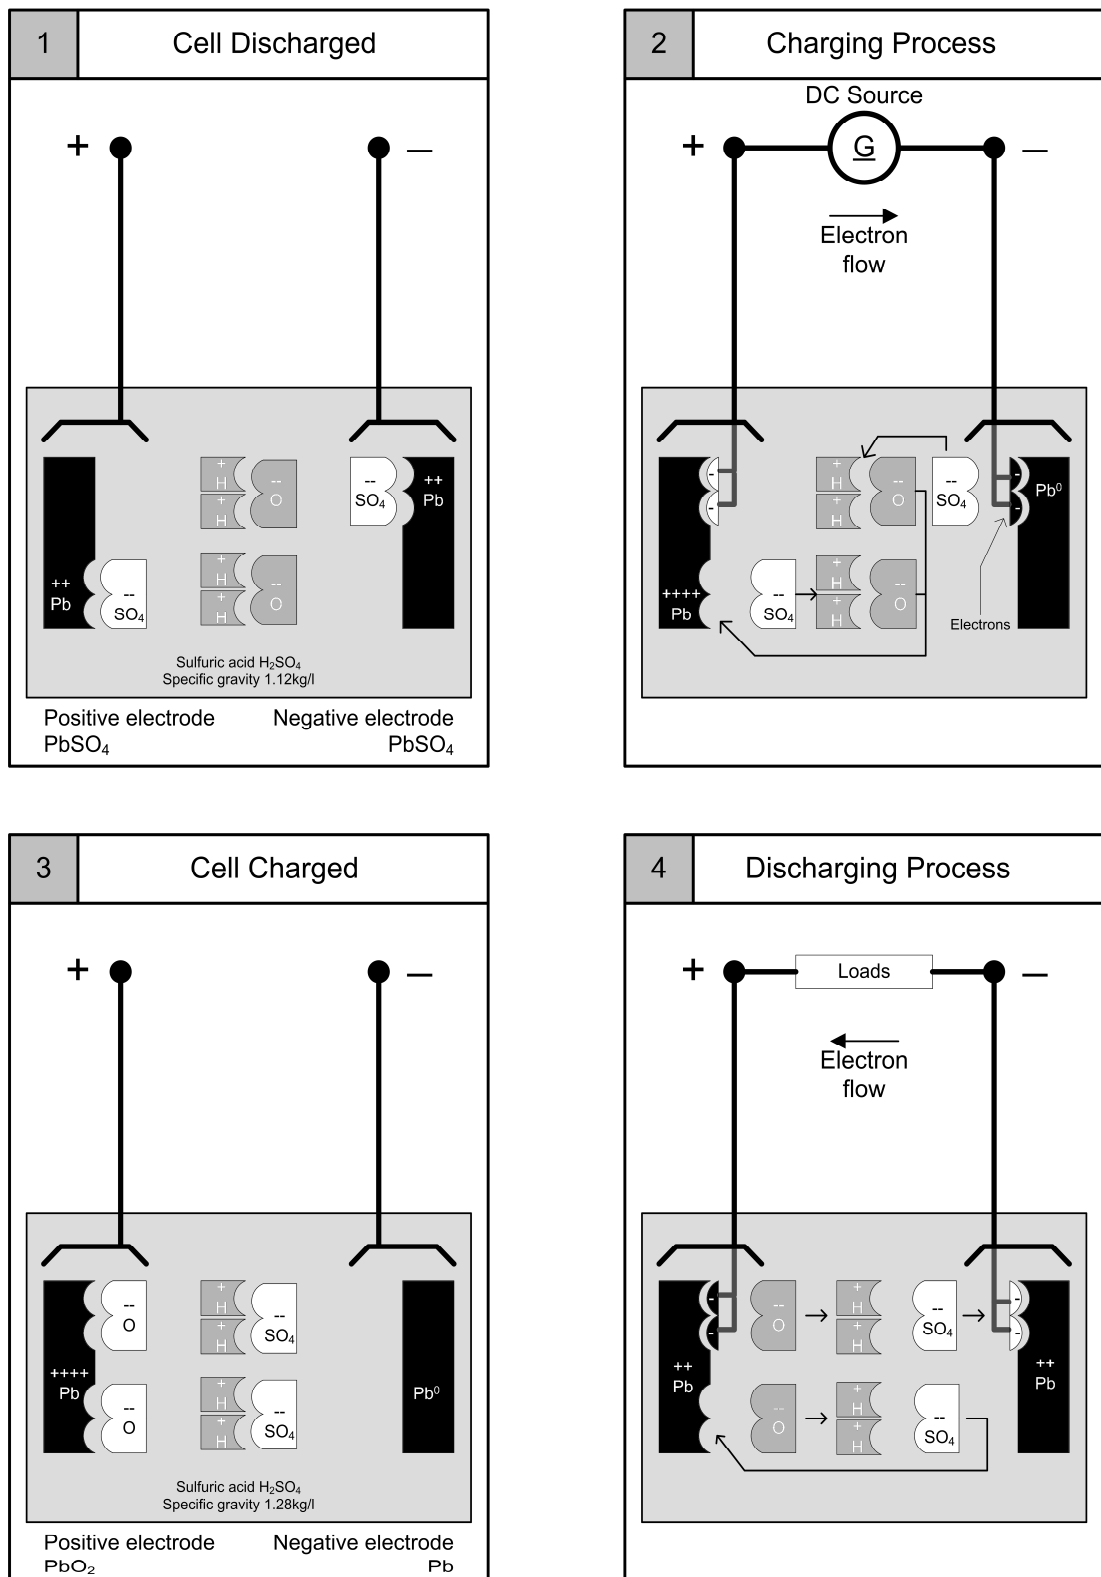 1 Cell Discharged
+ —
++
Pb
--
SO₄
+
H
+
H
--
O
+
H
+
H
--
O
--
SO₄
++
Pb
Sulfuric acid H₂SO₄
Specific gravity 1.12kg/l
Positive electrode Negative electrode
PbSO₄ PbSO₄
2 Charging Process
DC Source
+ G —
Electron
flow
-
-
++++
Pb
--
SO₄
+
H
+
H
--
O
+
H
+
H
--
O
--
SO₄
-
-
Pb⁰
Electrons
3 Cell Charged
+ —
++++
Pb
--
O
--
O
+
H
+
H
--
SO₄
+
H
+
H
--
SO₄
Pb⁰
Sulfuric acid H₂SO₄
Specific gravity 1.28kg/l
Positive electrode Negative electrode
PbO₂ Pb
4 Discharging Process
+ Loads —
Electron
flow
-
-
++
Pb
--
O
+
H
+
H
--
SO₄
--
O
+
H
+
H
--
SO₄
-
-
++
Pb